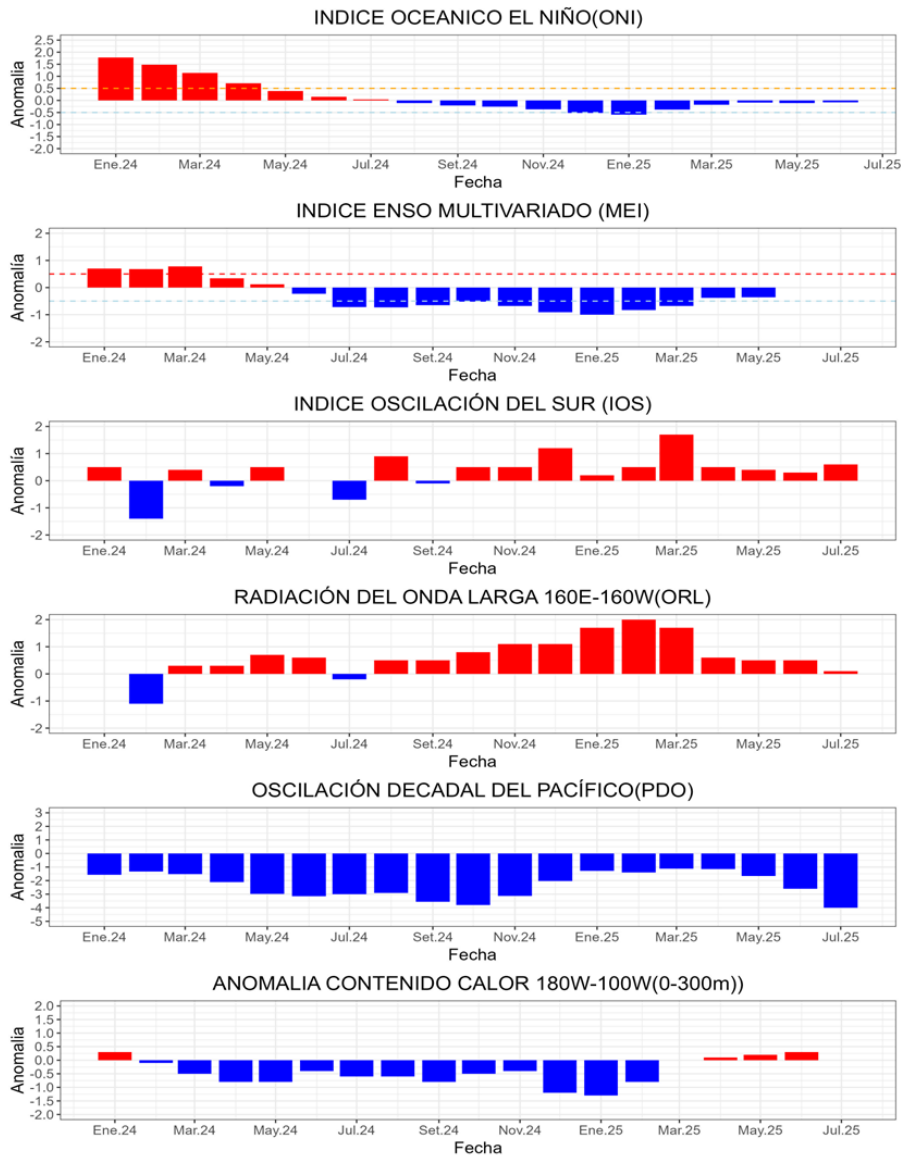 INDICE OCEANICO EL NIÑO(ONI)
Anomalia
2.5
2.0
1.5
1.0
0.5
0.0
-0.5
-1.0
-1.5
-2.0
Ene.24 Mar.24 May.24 Jul.24 Set.24 Nov.24 Ene.25 Mar.25 May.25 Jul.25
Fecha
INDICE ENSO MULTIVARIADO (MEI)
Anomalía
2
1
0
-1
-2
Ene.24 Mar.24 May.24 Jul.24 Set.24 Nov.24 Ene.25 Mar.25 May.25 Jul.25
Fecha
INDICE OSCILACIÓN DEL SUR (IOS)
Anomalía
2
1
0
-1
-2
Ene.24 Mar.24 May.24 Jul.24 Set.24 Nov.24 Ene.25 Mar.25 May.25 Jul.25
Fecha
RADIACIÓN DEL ONDA LARGA 160E-160W(ORL)
Anomalía
2
1
0
-1
-2
Ene.24 Mar.24 May.24 Jul.24 Set.24 Nov.24 Ene.25 Mar.25 May.25 Jul.25
Fecha
OSCILACIÓN DECADAL DEL PACÍFICO(PDO)
Anomalía
3
2
1
0
-1
-2
-3
-4
-5
Ene.24 Mar.24 May.24 Jul.24 Set.24 Nov.24 Ene.25 Mar.25 May.25 Jul.25
Fecha
ANOMALIA CONTENIDO CALOR 180W-100W(0-300m))
Anomalia
2.0
1.5
1.0
0.5
0.0
-0.5
-1.0
-1.5
-2.0
Ene.24 Mar.24 May.24 Jul.24 Set.24 Nov.24 Ene.25 Mar.25 May.25 Jul.25
Fecha